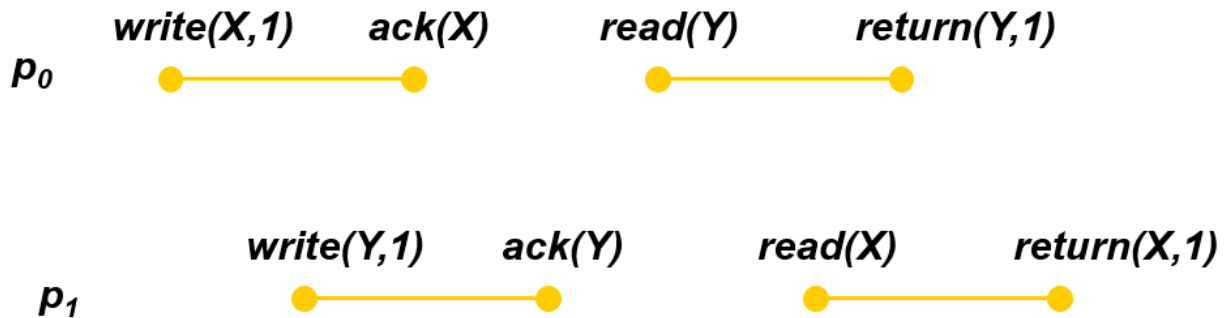 write(X,1) ack(X) read(Y) return(Y,1)
p0
write(Y,1) ack(Y) read(X) return(X,1)
p1